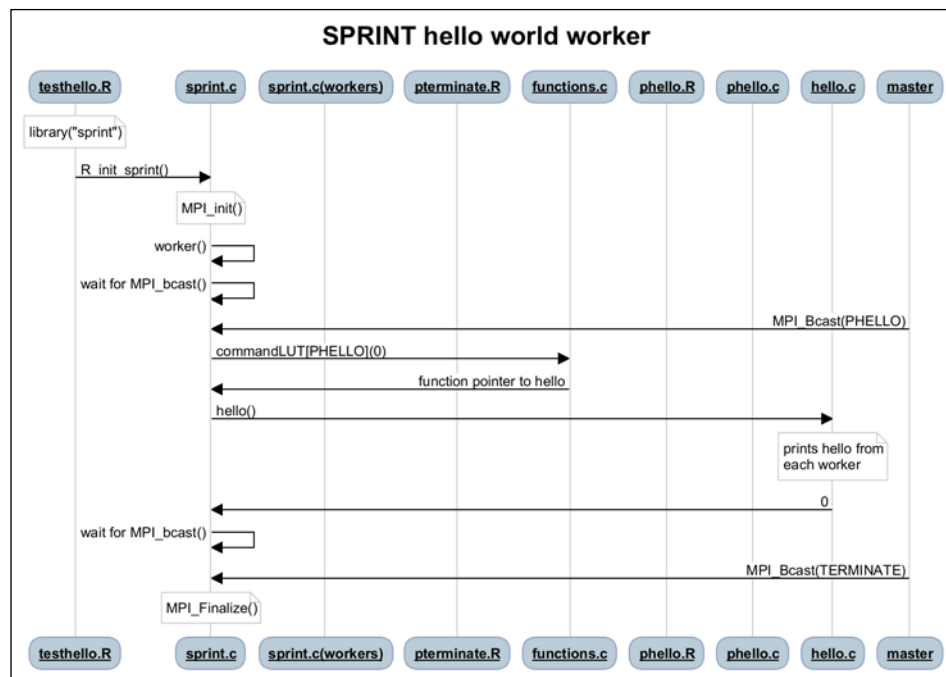 SPRINT hello world worker
testhello.R sprint.c sprint.c(workers) pterminate.R functions.c phello.R phello.c hello.c master
library("sprint")
R_init_sprint()
MPI_init()
worker()
wait for MPI_bcast()
MPI_Bcast(PHELLO)
commandLUT[PHELLO](0)
function pointer to hello
hello()
prints hello from
each worker
0
wait for MPI_bcast()
MPI_Bcast(TERMINATE)
MPI_Finalize()
testhello.R sprint.c sprint.c(workers) pterminate.R functions.c phello.R phello.c hello.c master